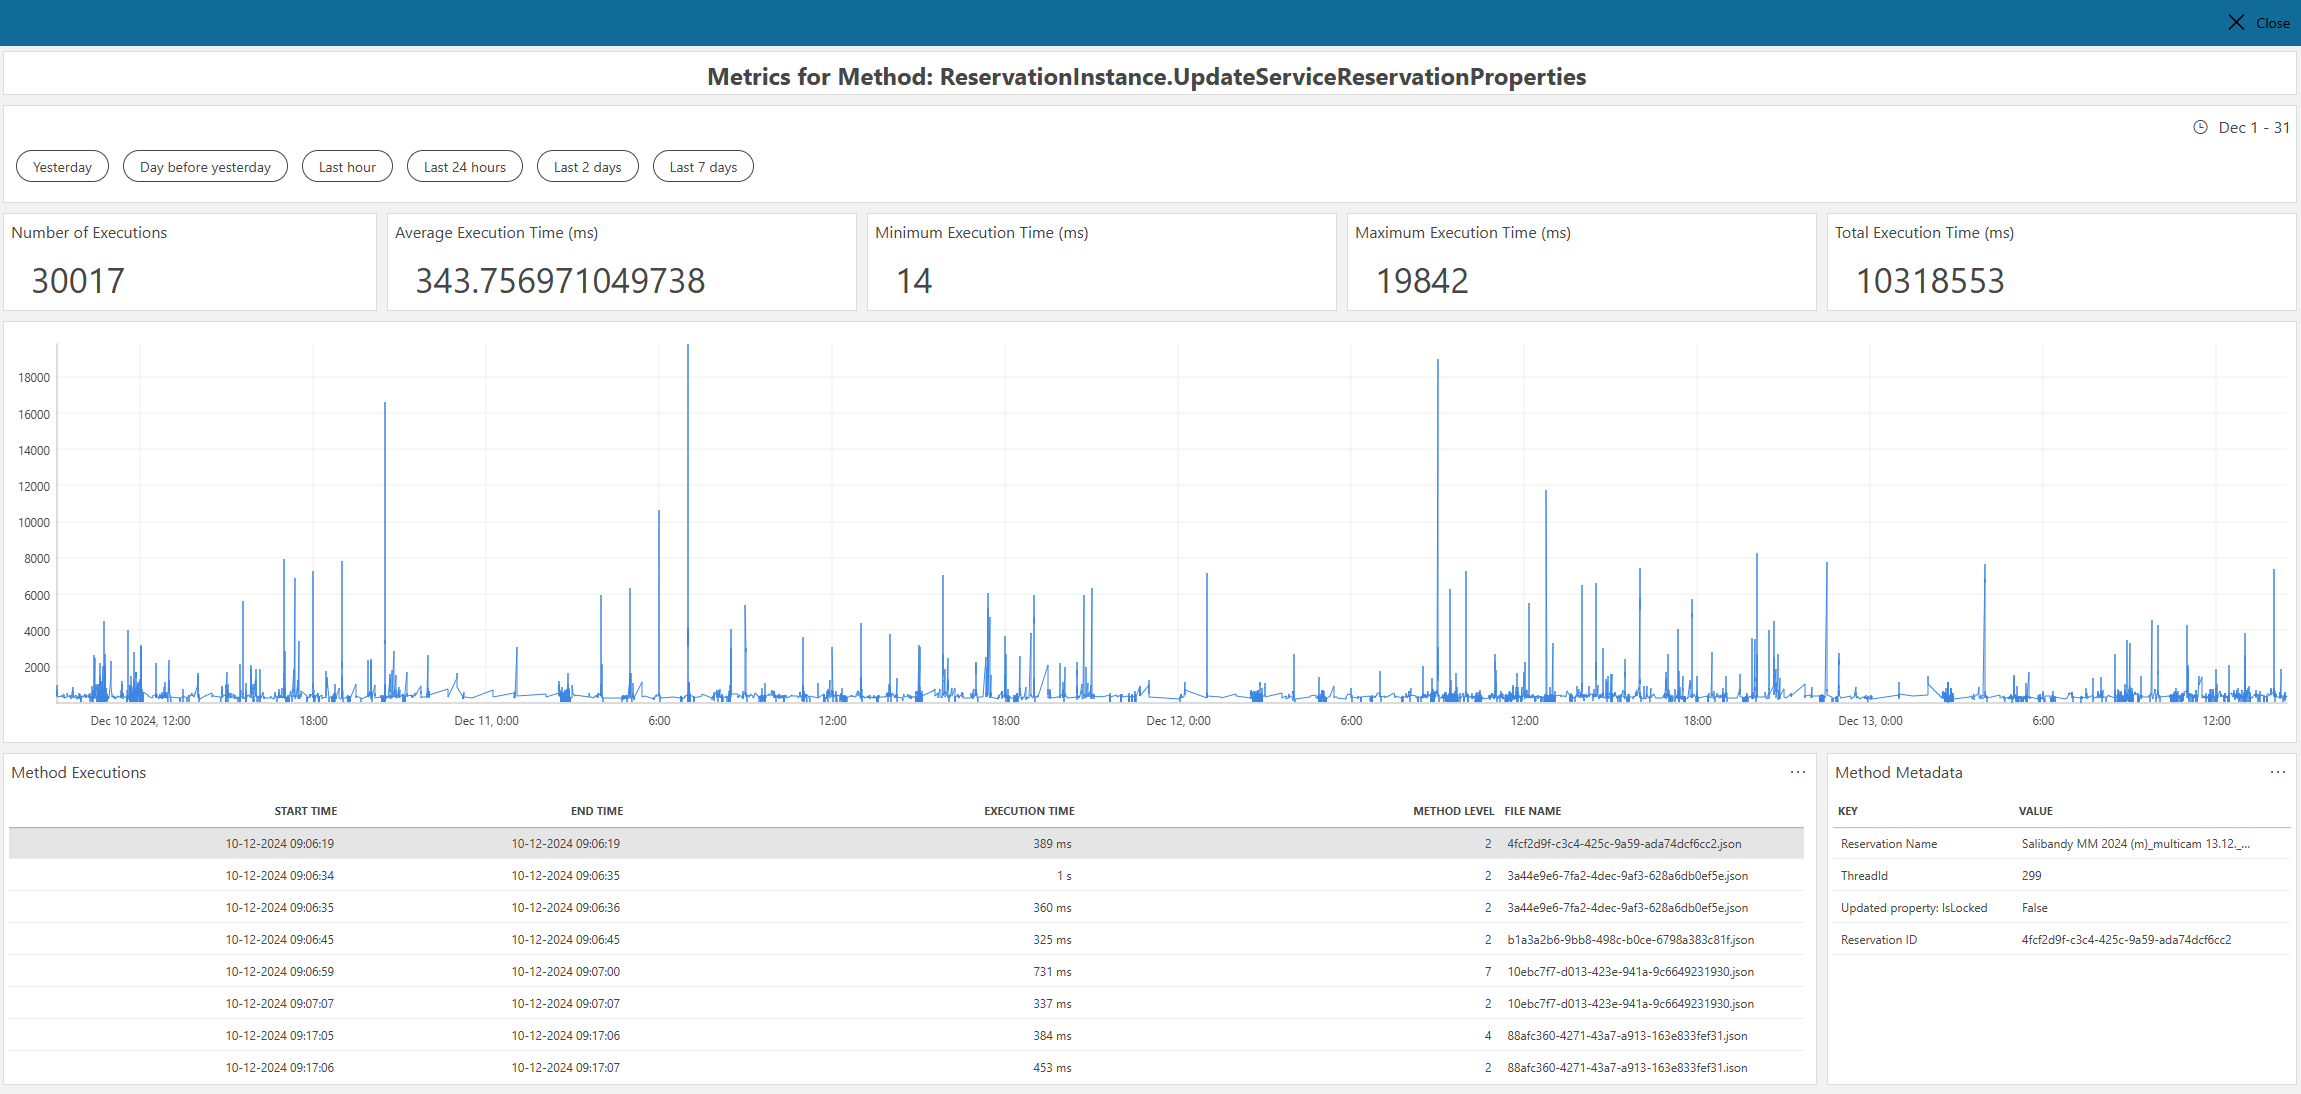 Close
Metrics for Method: ReservationInstance.UpdateServiceReservationProperties
Dec 1 - 31
Yesterday Day before yesterday Last hour Last 24 hours Last 2 days Last 7 days
Number of Executions
30017
Average Execution Time (ms)
343.756971049738
Minimum Execution Time (ms)
14
Maximum Execution Time (ms)
19842
Total Execution Time (ms)
10318553
18000
16000
14000
12000
10000
8000
6000
4000
2000
Dec 10 2024, 12:00 18:00 Dec 11, 0:00 6:00 12:00 18:00 Dec 12, 0:00 6:00 12:00 18:00 Dec 13, 0:00 6:00 12:00
Method Executions ...
START TIME END TIME EXECUTION TIME METHOD LEVEL FILE NAME
10-12-2024 09:06:19 10-12-2024 09:06:19 389 ms 2 4fcf2d9f-c3c4-425c-9a59-ada74dcf6cc2.json
10-12-2024 09:06:34 10-12-2024 09:06:35 1 s 2 3a44e9e6-7fa2-4dec-9af3-628a6db0ef5e.json
10-12-2024 09:06:35 10-12-2024 09:06:36 360 ms 2 3a44e9e6-7fa2-4dec-9af3-628a6db0ef5e.json
10-12-2024 09:06:45 10-12-2024 09:06:45 325 ms 2 b1a3a2b6-9bb8-498c-b0ce-6798a383c81f.json
10-12-2024 09:06:59 10-12-2024 09:07:00 731 ms 7 10ebc7f7-d013-423e-941a-9c6649231930.json
10-12-2024 09:07:07 10-12-2024 09:07:07 337 ms 2 10ebc7f7-d013-423e-941a-9c6649231930.json
10-12-2024 09:17:05 10-12-2024 09:17:06 384 ms 4 88afc360-4271-43a7-a913-163e833fef31.json
10-12-2024 09:17:06 10-12-2024 09:17:07 453 ms 2 88afc360-4271-43a7-a913-163e833fef31.json
Method Metadata ...
KEY VALUE
Reservation Name Salibandy MM 2024 (m)_multicam 13.12._...
ThreadId 299
Updated property: IsLocked False
Reservation ID 4fcf2d9f-c3c4-425c-9a59-ada74dcf6cc2